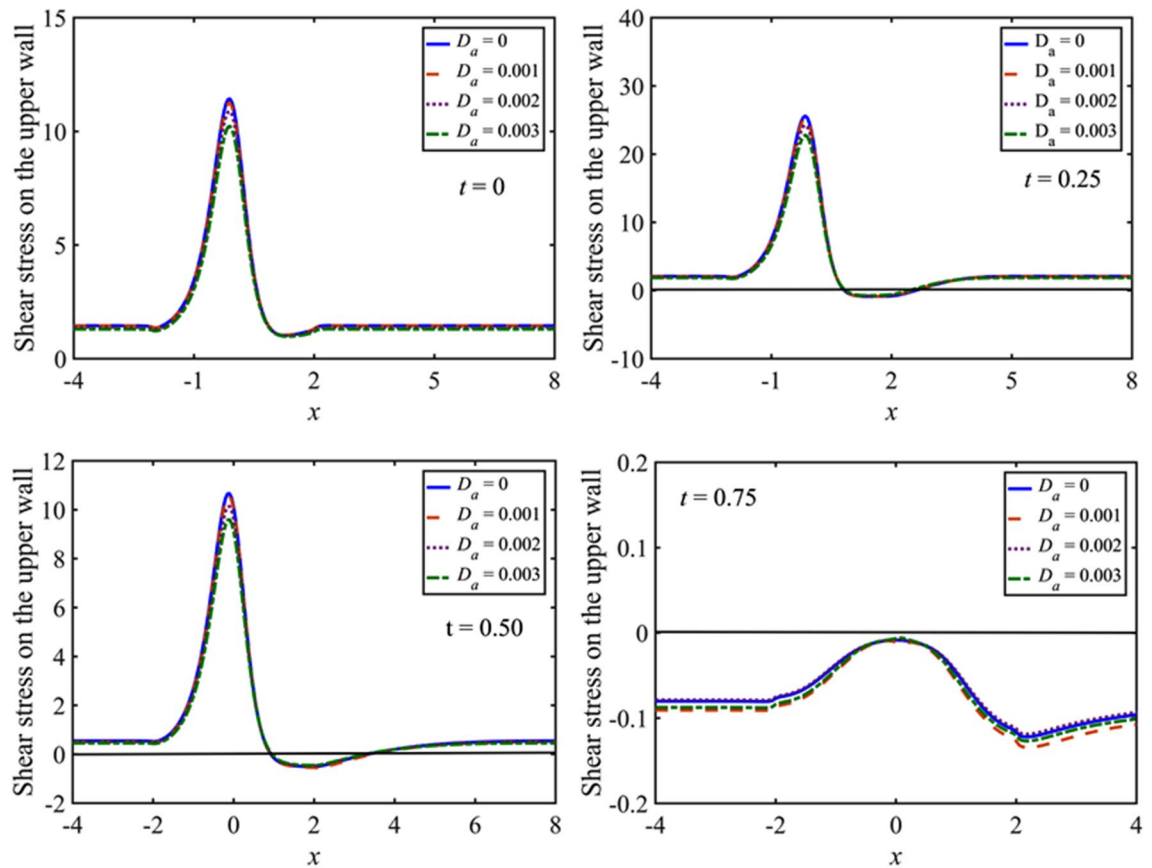 Shear stress on the upper wall
15
10
5
0
-4
-1
2
5
8
x
D_a = 0
D_a = 0.001
D_a = 0.002
D_a = 0.003
t = 0
Shear stress on the upper wall
40
30
20
10
0
-10
-4
-1
2
5
8
x
D_a = 0
D_a = 0.001
D_a = 0.002
D_a = 0.003
t = 0.25
Shear stress on the upper wall
12
10
8
6
4
2
0
-2
-4
-2
0
2
4
6
8
x
D_a = 0
D_a = 0.001
D_a = 0.002
D_a = 0.003
t = 0.50
Shear stress on the upper wall
0.2
0.1
0
-0.1
-0.2
-4
-2
0
2
4
x
t = 0.75
D_a = 0
D_a = 0.001
D_a = 0.002
D_a = 0.003